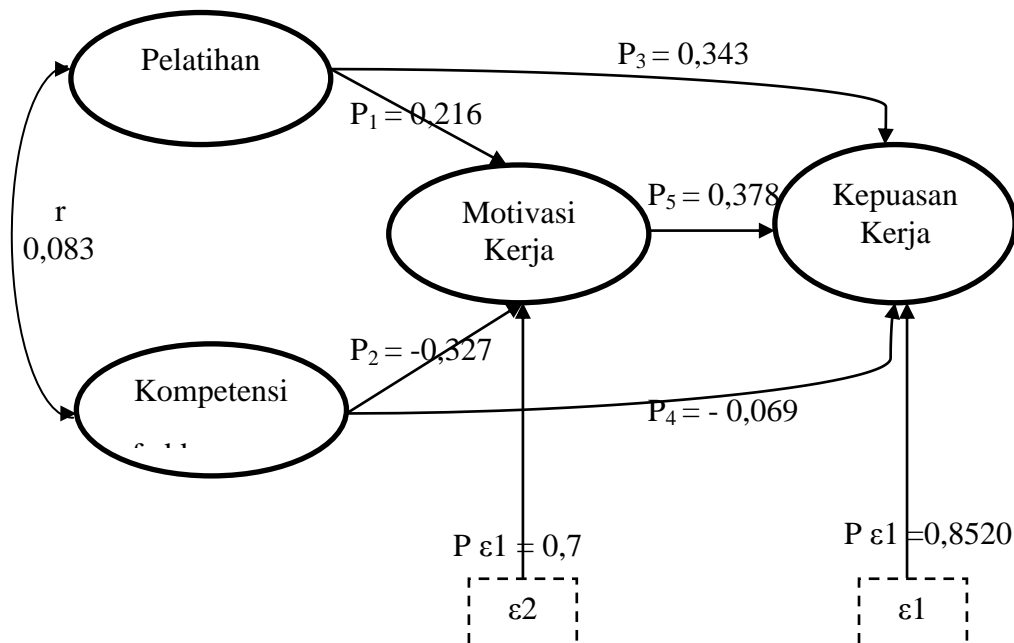 Pelatihan
P₃ = 0,343
P₁ = 0,216
Motivasi
Kerja
P₅ = 0,378
Kepuasan
Kerja
r
0,083
P₂ = -0,327
Kompetensi
P₄ = - 0,069
P ε1 = 0,7
P ε1 =0,8520
ε2
ε1